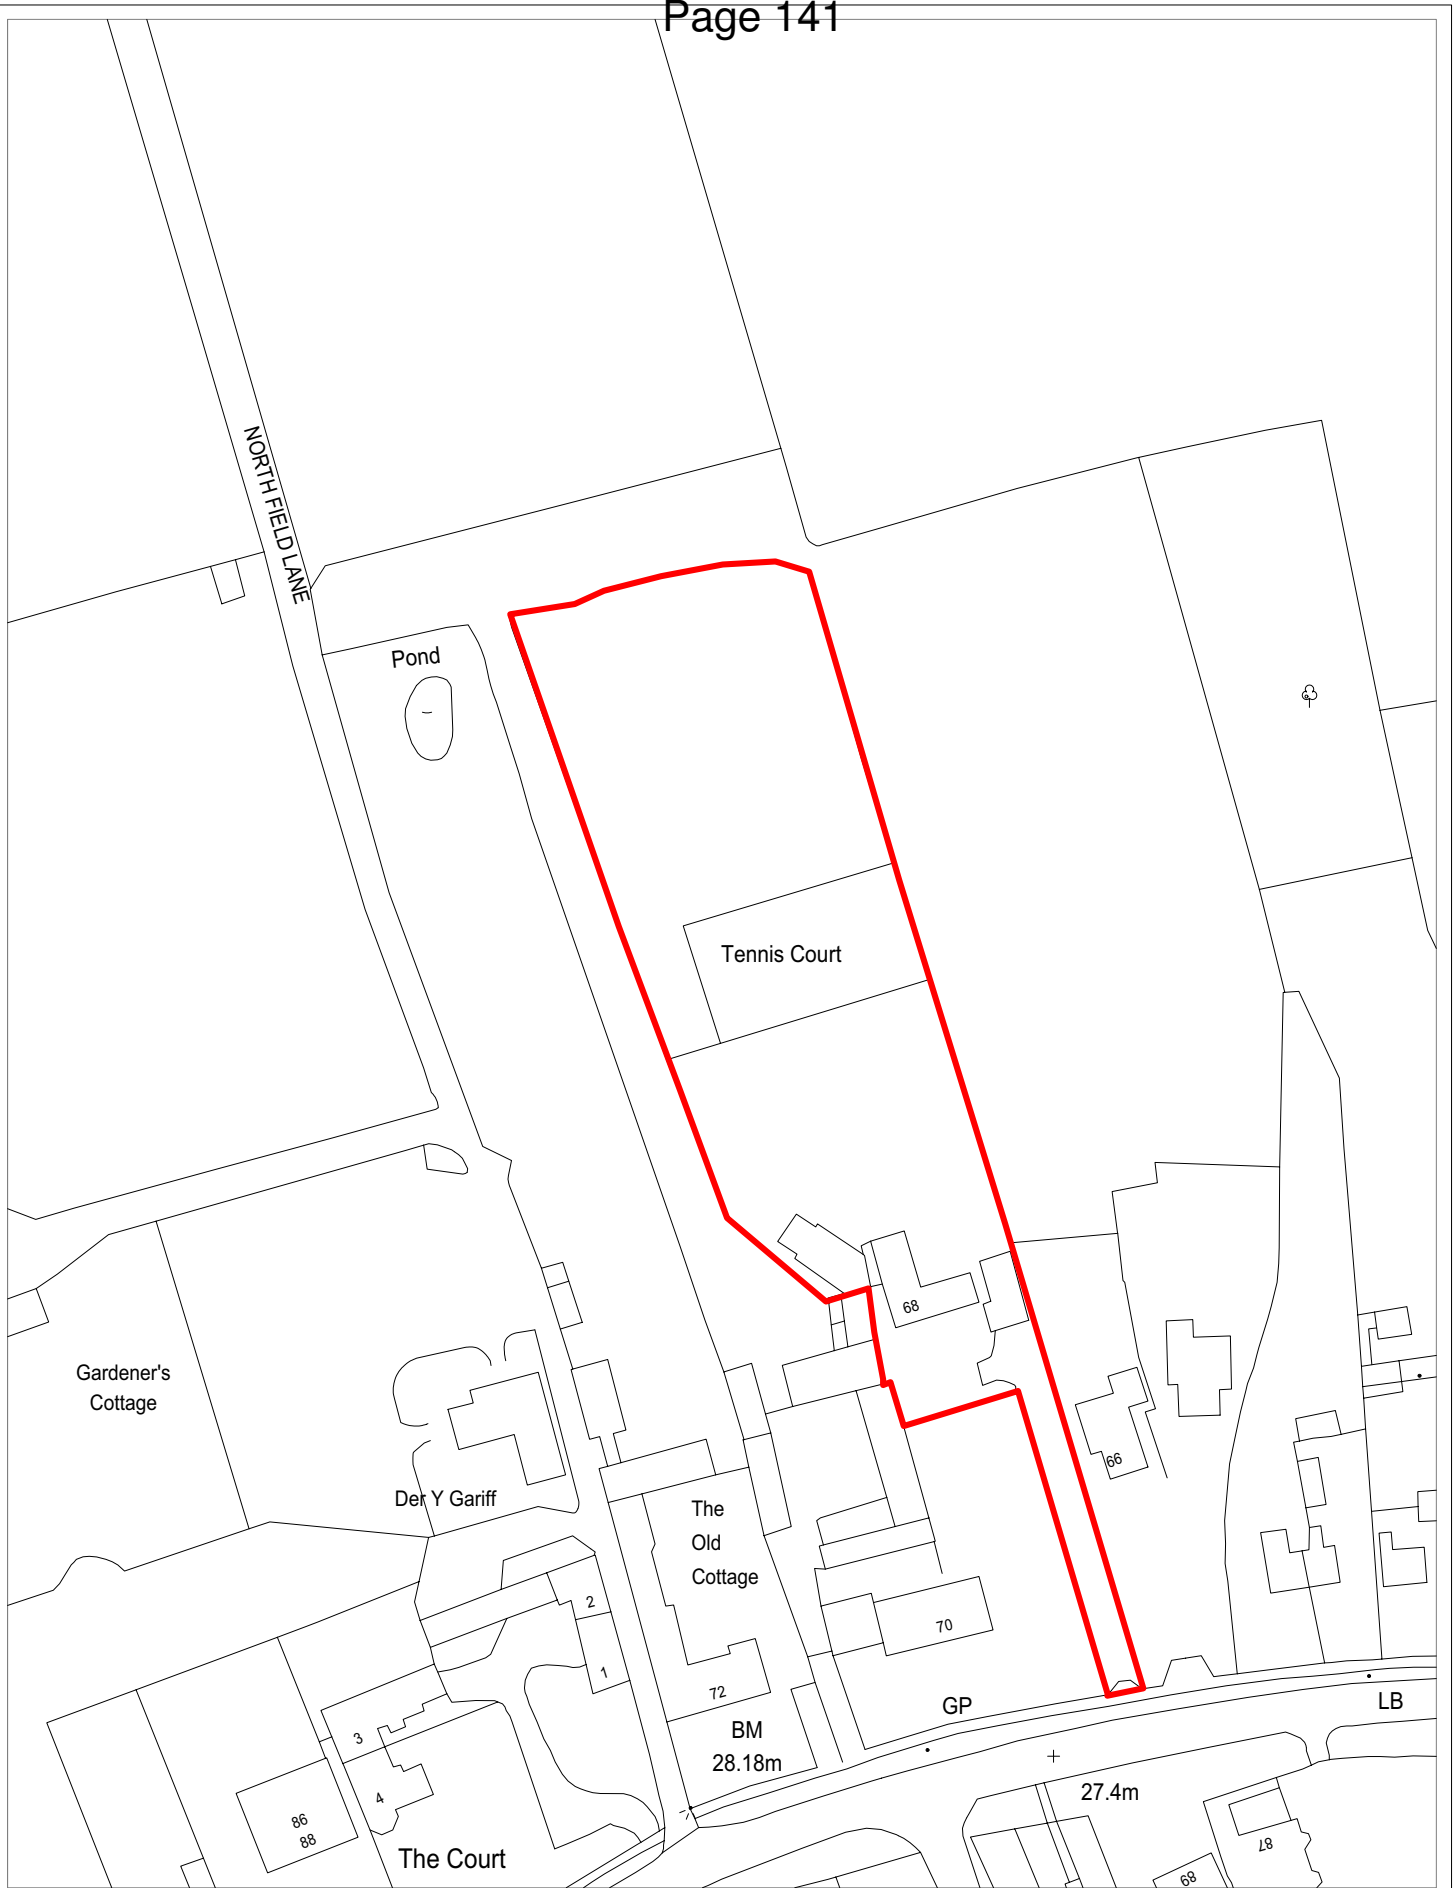 Page 141
NORTH FIELD LANE
Pond
Tennis Court
68
Gardener's
Cottage
66
Der Y Gariff
The
Old
Cottage
2
70
1
72
GP
LB
BM
28.18m
3
27.4m
4
86
88
The Court
87
89